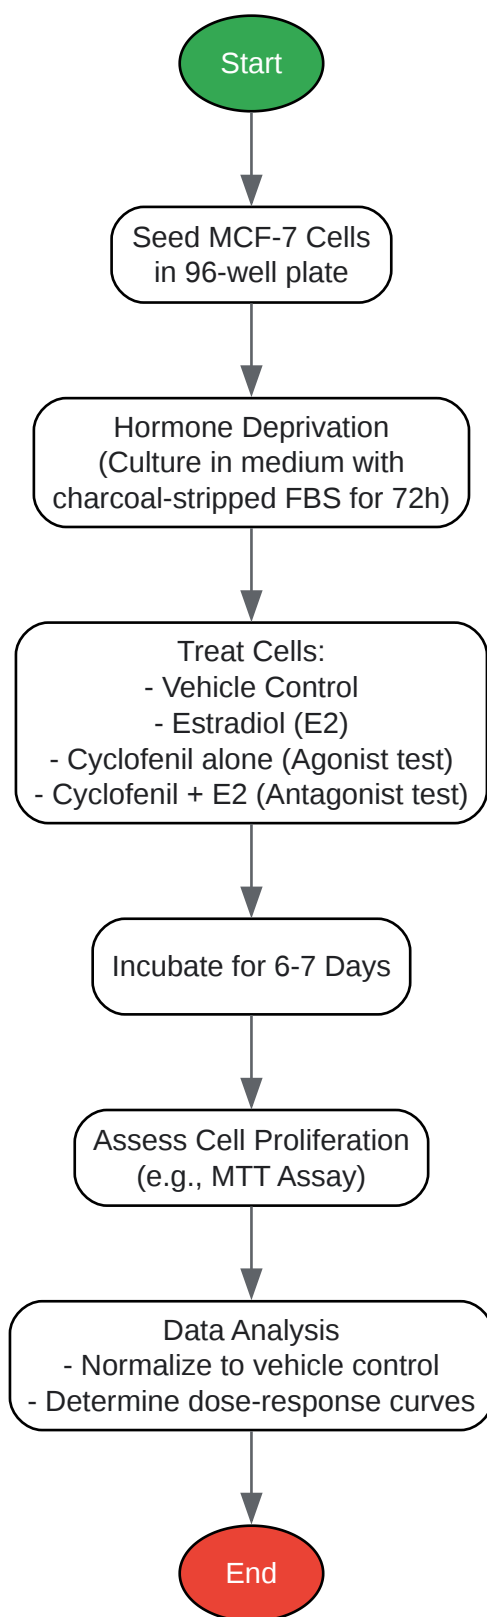 Start
Seed MCF-7 Cells
in 96-well plate
Hormone Deprivation
(Culture in medium with
charcoal-stripped FBS for 72h)
Treat Cells:
- Vehicle Control
- Estradiol (E2)
- Cyclofenil alone (Agonist test)
- Cyclofenil + E2 (Antagonist test)
Incubate for 6-7 Days
Assess Cell Proliferation
(e.g., MTT Assay)
Data Analysis
- Normalize to vehicle control
- Determine dose-response curves
End